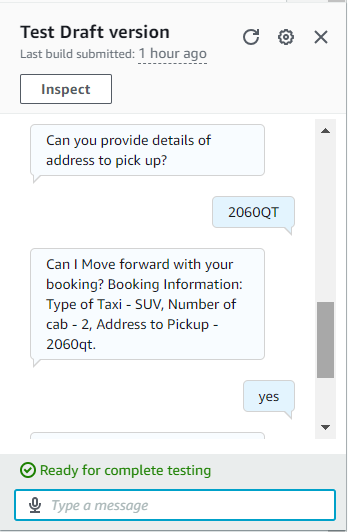 Test Draft version
Last build submitted: 1 hour ago
Inspect
Can you provide details of
address to pick up?
2060QT
Can I Move forward with your
booking? Booking Information:
Type of Taxi - SUV, Number of
cab - 2, Address to Pickup -
2060qt.
yes
Ready for complete testing
Type a message